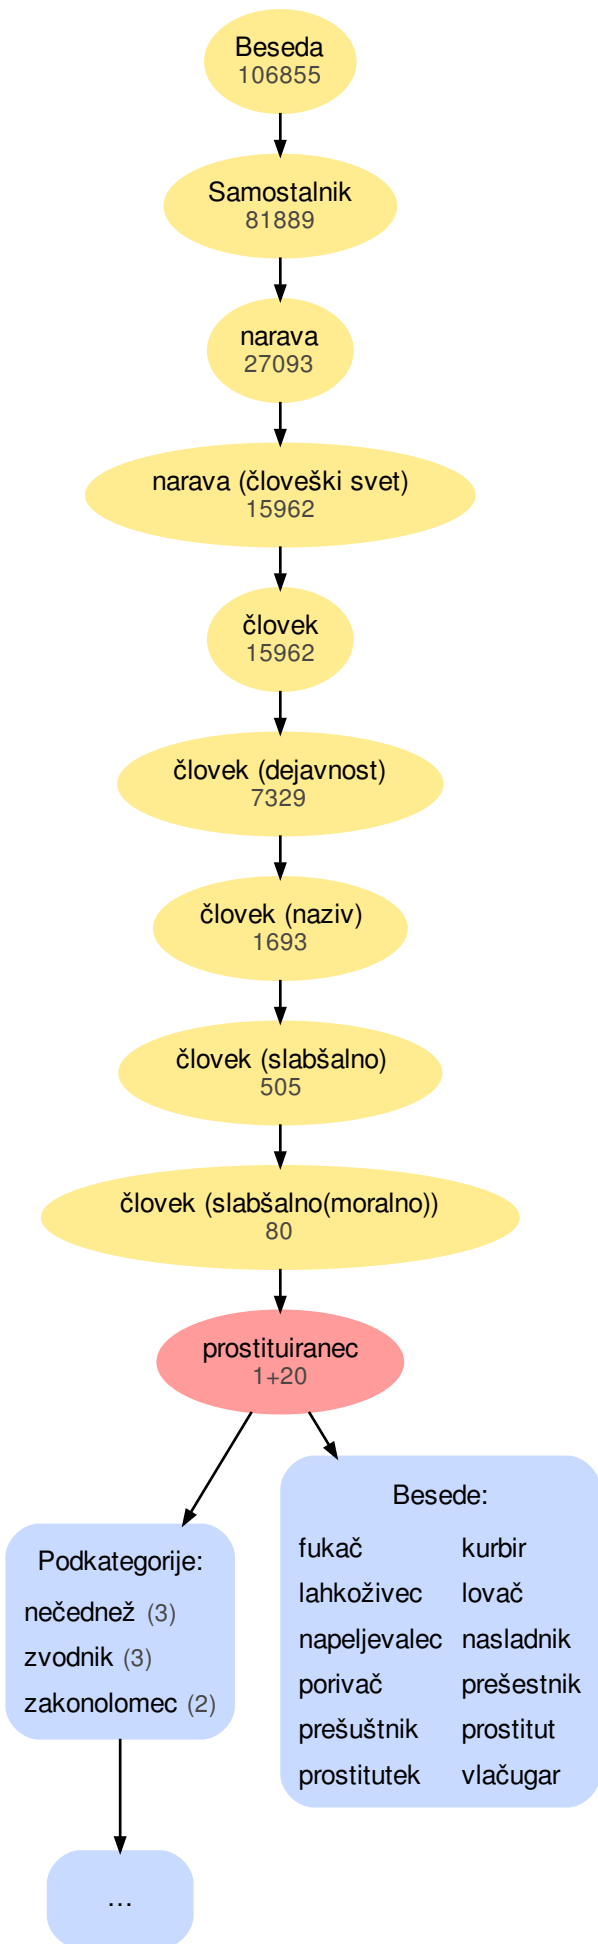 Beseda
106855
Samostalnik
81889
narava
27093
narava (človeški svet)
15962
človek
15962
človek (dejavnost)
7329
človek (naziv)
1693
človek (slabšalno)
505
človek (slabšalno(moralno))
80
prostituiranec
1+20
Podkategorije:
nečednež (3)
zvodnik (3)
zakonolomec (2)
...
Besede:
fukač kurbir
lahkoživec lovač
napeljevalec nasladnik
porivač prešestnik
prešuštnik prostitut
prostitutek vlačugar